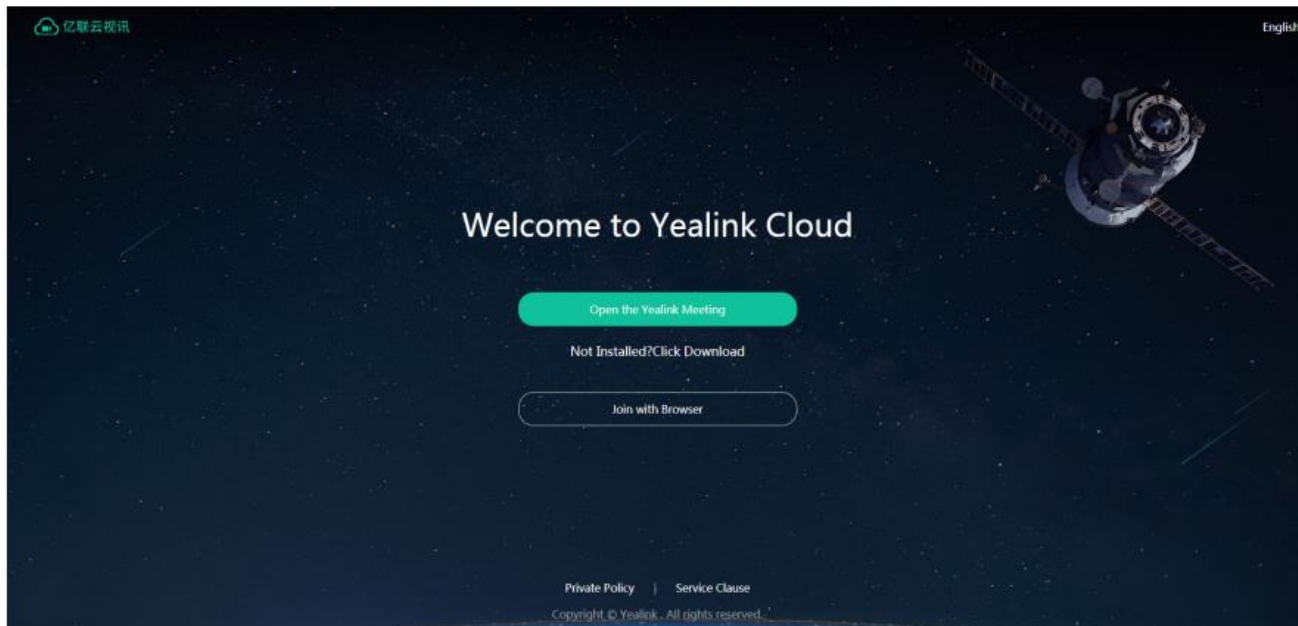 亿联云视讯
English
Welcome to Yealink Cloud
Open the Yealink Meeting
Not Installed?Click Download
Join with Browser
Private Policy | Service Clause
Copyright © Yealink . All rights reserved.